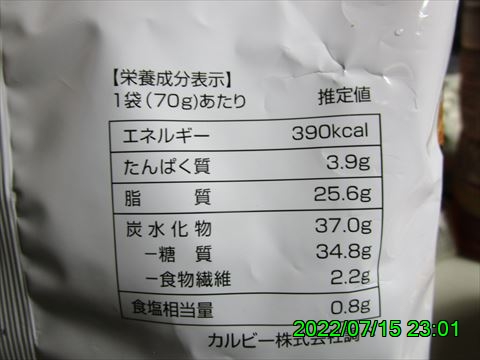 【栄養成分表示】
1袋(70g)あたり 推定値
エネルギー 390kcal
たんぱく質 3.9g
脂質 25.6g
炭水化物 37.0g
−糖質 34.8g
−食物繊維 2.2g
食塩相当量 0.8g
カルビー株式会社調
2022/07/15 23:01